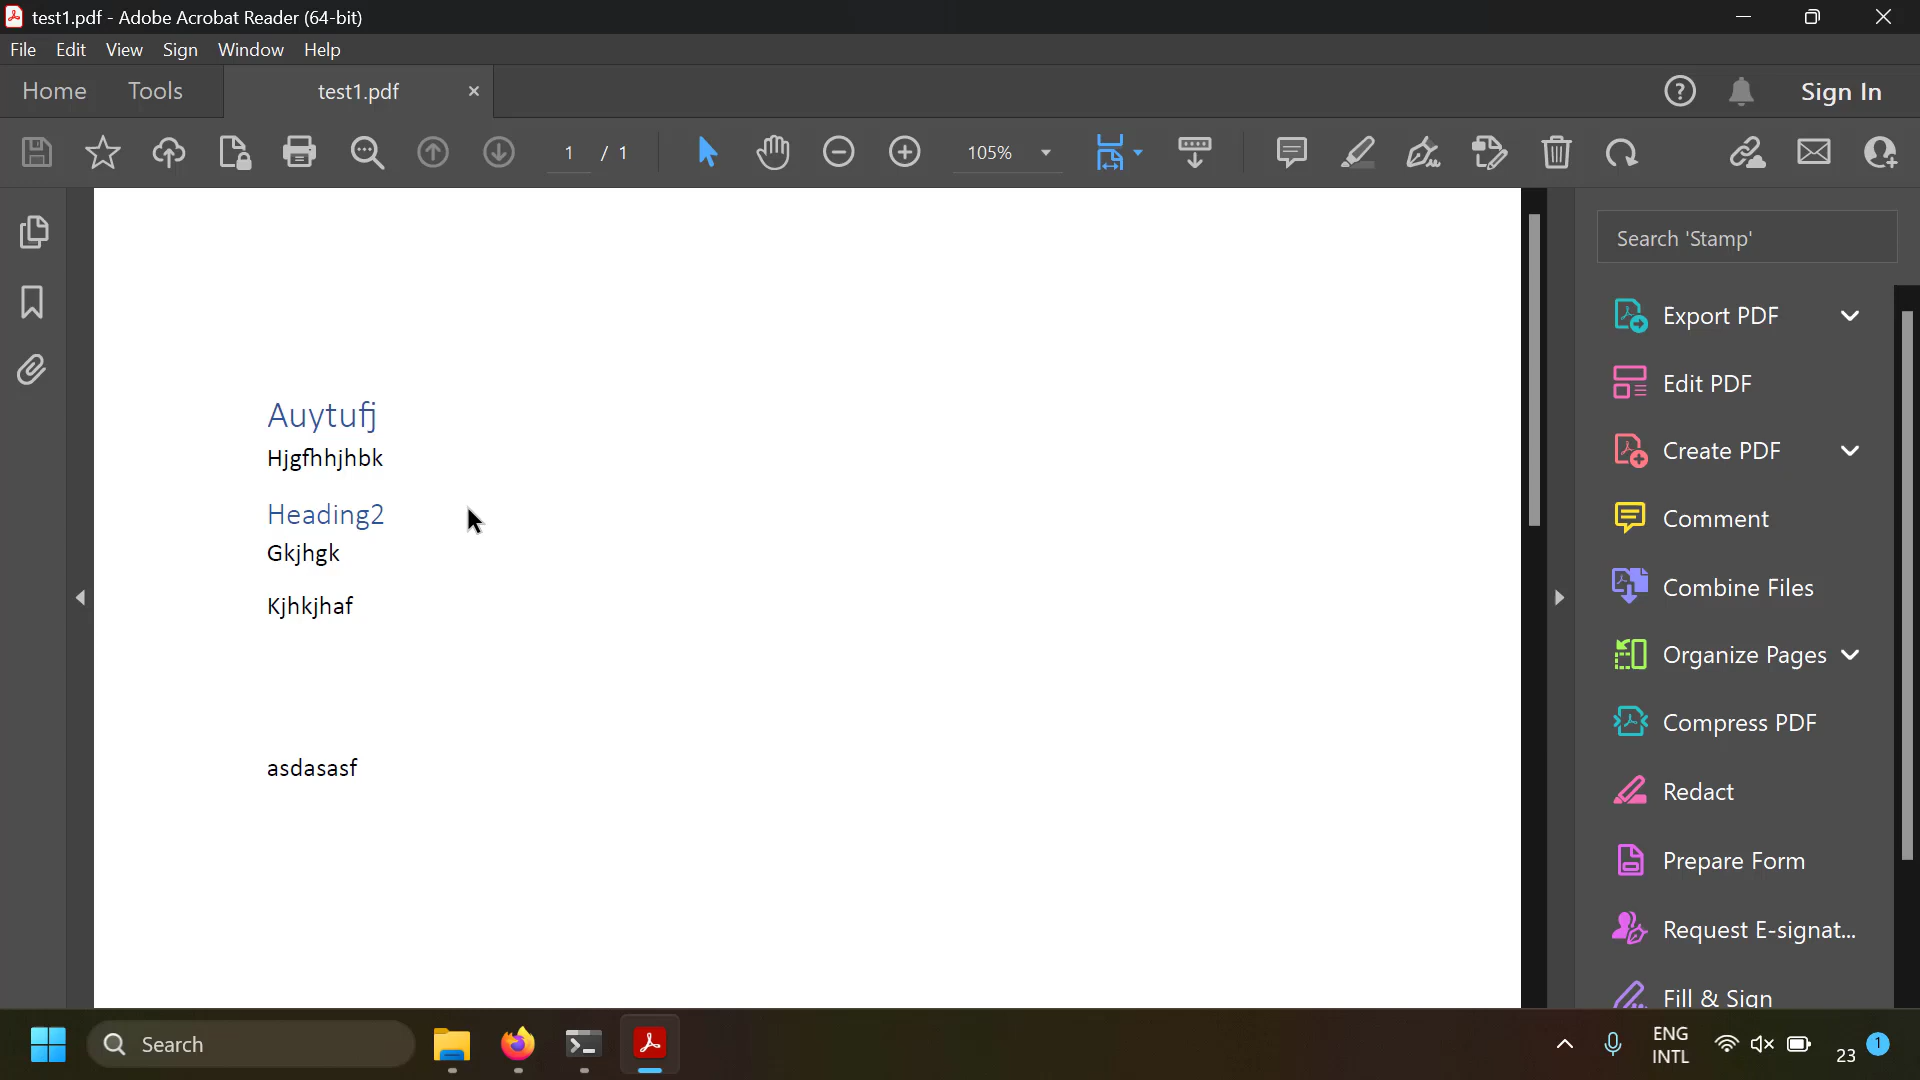 test1.pdf - Adobe Acrobat Reader (64-bit)
File Edit View Sign Window Help
Home Tools test1.pdf Sign In
1 / 1 105%
Search 'Stamp'
Export PDF
Edit PDF
Create PDF
Comment
Combine Files
Organize Pages
Compress PDF
Redact
Prepare Form
Request E-signat...
Fill & Sign
Auytufj
Hjgfhhjhbk
Heading2
Gkjhgk
Kjhkjhaf
asdasasf
Search
ENG
INTL
23 1